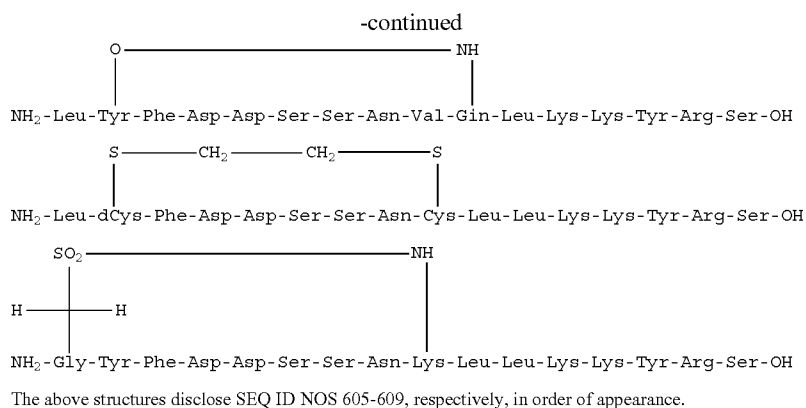 -continued
O NH
NH₂-Leu-Tyr-Phe-Asp-Asp-Ser-Ser-Asn-Val-Gin-Leu-Lys-Lys-Tyr-Arg-Ser-OH
S CH₂ CH₂ S
NH₂-Leu-dCys-Phe-Asp-Asp-Ser-Ser-Asn-Cys-Leu-Leu-Lys-Lys-Tyr-Arg-Ser-OH
SO₂ NH
H H
NH₂-Gly-Tyr-Phe-Asp-Asp-Ser-Ser-Asn-Lys-Leu-Leu-Lys-Lys-Tyr-Arg-Ser-OH
The above structures disclose SEQ ID NOS 605-609, respectively, in order of appearance.